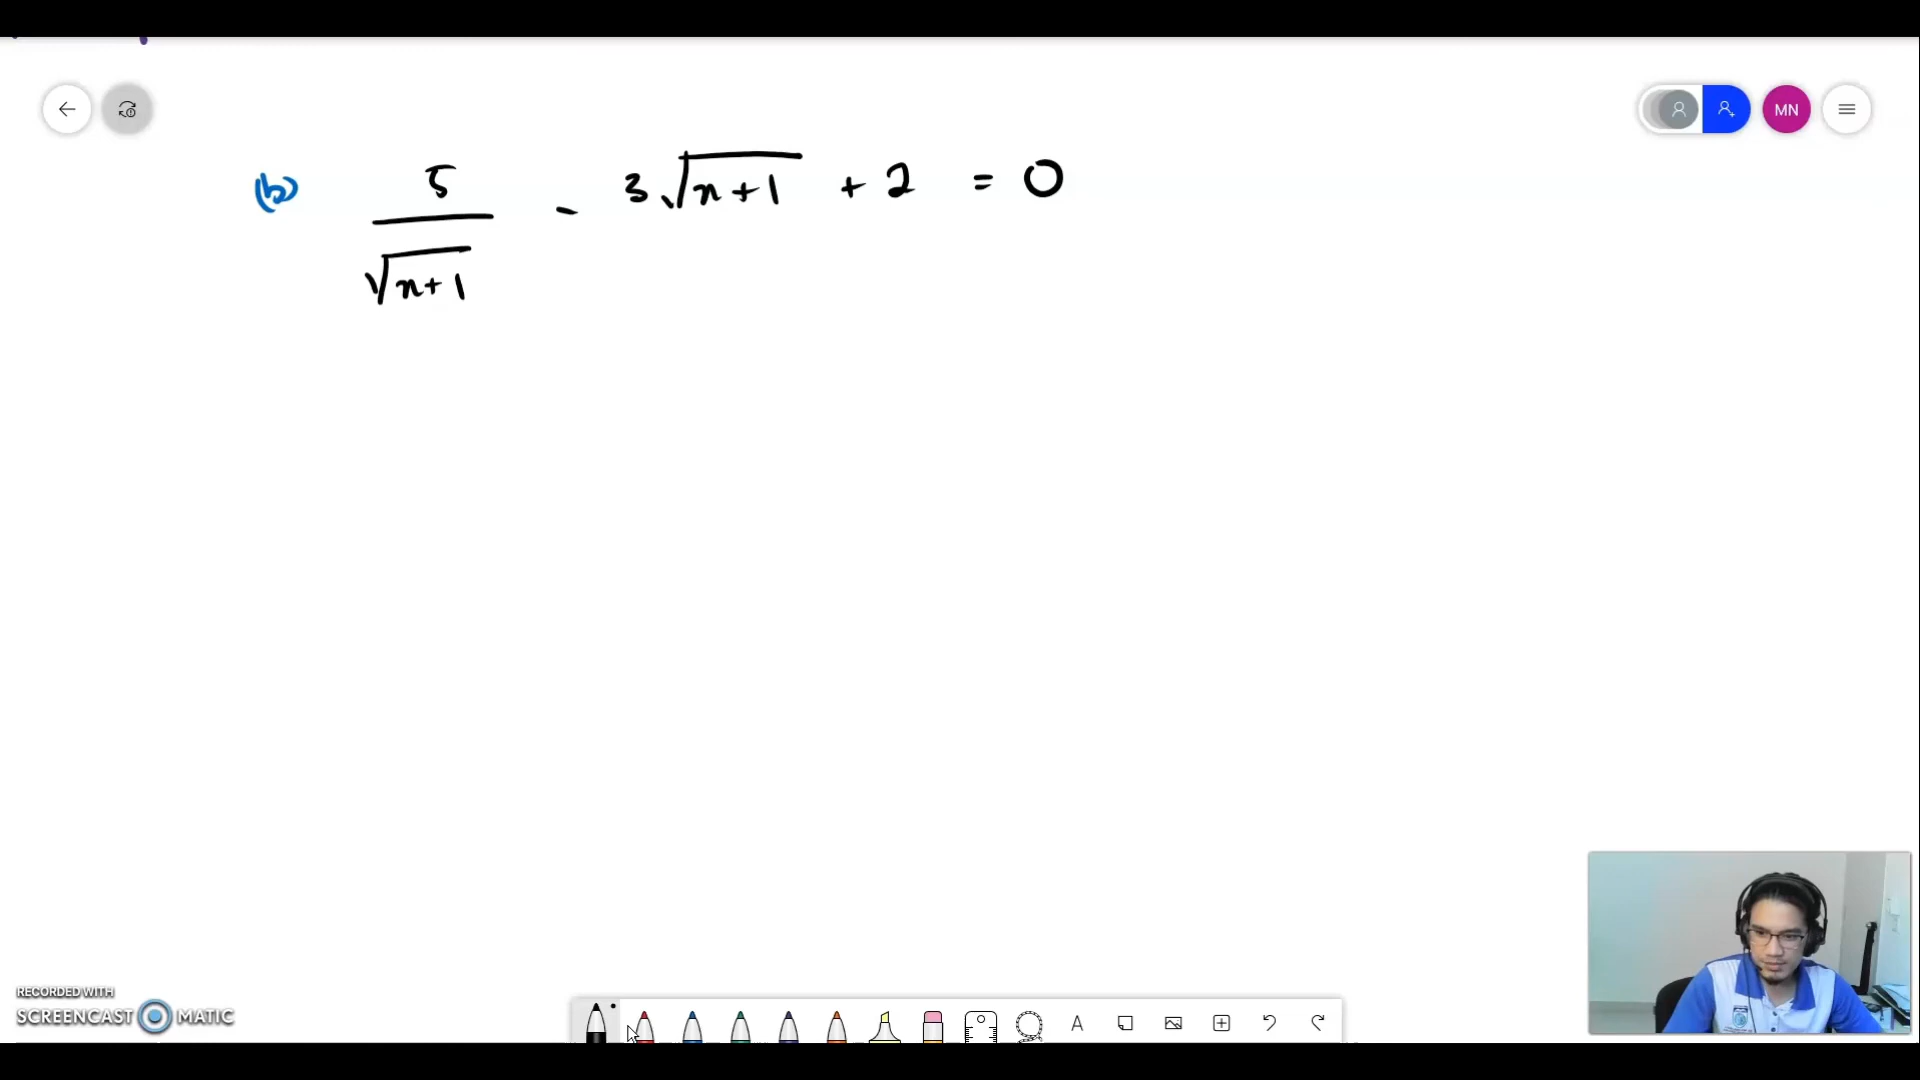 MN
(b) 5/√(x+1) - 3√(x+1) + 2 = 0
RECORDED WITH
SCREENCAST MATIC
A